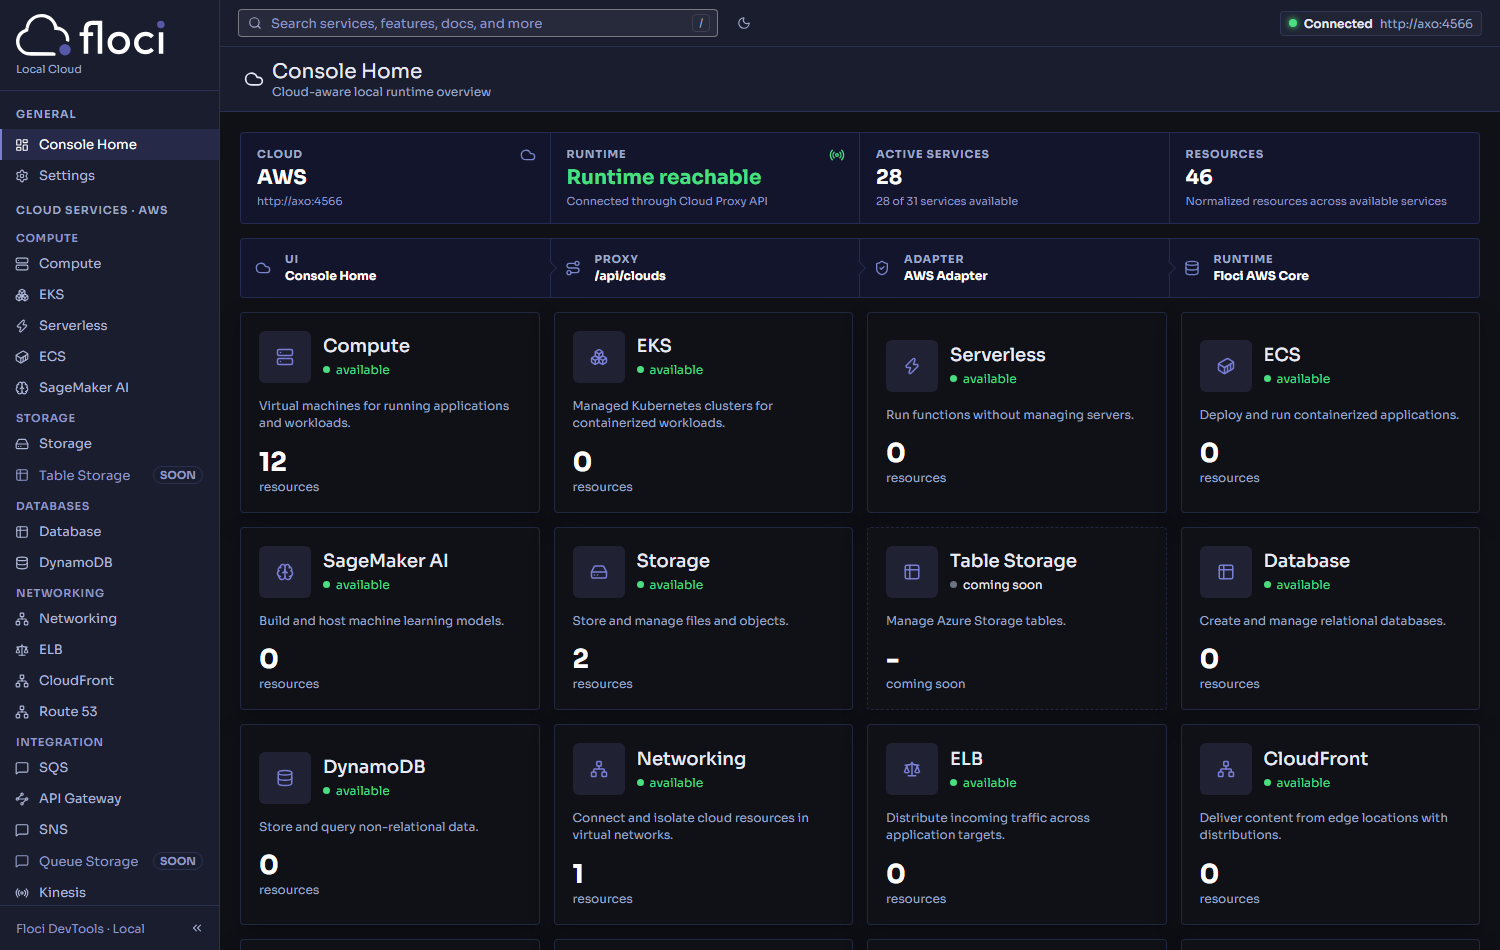 floci
Local Cloud
Search services, features, docs, and more
/
Connected http://axo:4566
GENERAL
Console Home
Settings
CLOUD SERVICES · AWS
COMPUTE
Compute
EKS
Serverless
ECS
SageMaker AI
STORAGE
Storage
Table Storage SOON
DATABASES
Database
DynamoDB
NETWORKING
Networking
ELB
CloudFront
Route 53
INTEGRATION
SQS
API Gateway
SNS
Queue Storage SOON
Kinesis
Floci DevTools · Local «
Console Home
Cloud-aware local runtime overview
CLOUD
AWS
http://axo:4566
RUNTIME
Runtime reachable
Connected through Cloud Proxy API
ACTIVE SERVICES
28
28 of 31 services available
RESOURCES
46
Normalized resources across available services
UI
Console Home
PROXY
/api/clouds
ADAPTER
AWS Adapter
RUNTIME
Floci AWS Core
Compute
available
Virtual machines for running applications
and workloads.
12
resources
EKS
available
Managed Kubernetes clusters for
containerized workloads.
0
resources
Serverless
available
Run functions without managing servers.
0
resources
ECS
available
Deploy and run containerized applications.
0
resources
SageMaker AI
available
Build and host machine learning models.
0
resources
Storage
available
Store and manage files and objects.
2
resources
Table Storage
coming soon
Manage Azure Storage tables.
-
coming soon
Database
available
Create and manage relational databases.
0
resources
DynamoDB
available
Store and query non-relational data.
0
resources
Networking
available
Connect and isolate cloud resources in
virtual networks.
1
resources
ELB
available
Distribute incoming traffic across
application targets.
0
resources
CloudFront
available
Deliver content from edge locations with
distributions.
0
resources